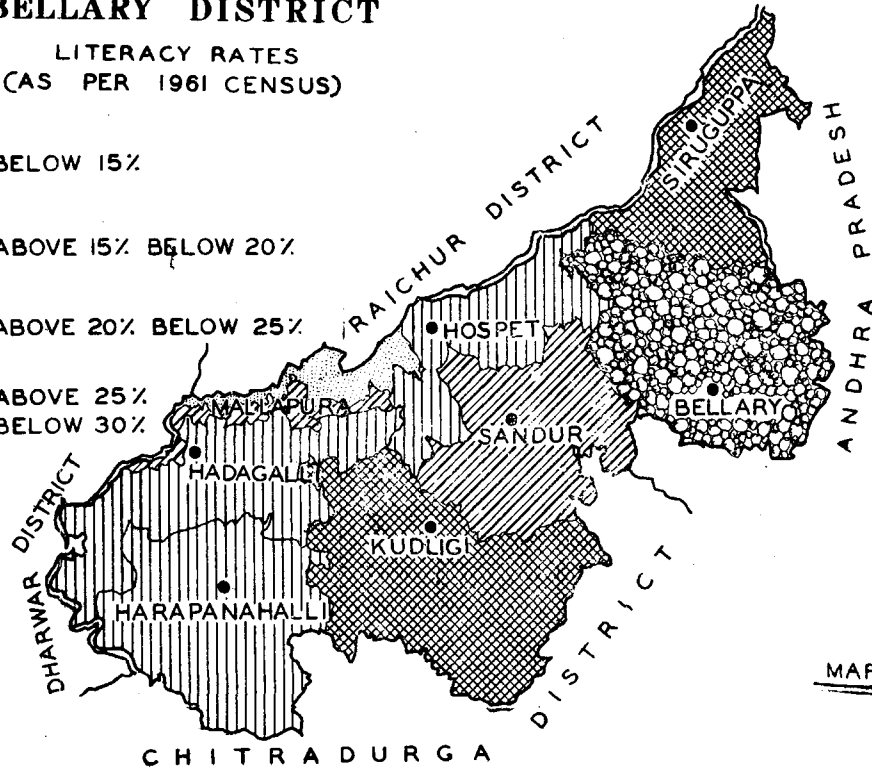 BELLARY DISTRICT
LITERACY RATES
(AS PER 1961 CENSUS)
BELOW 15%
ABOVE 15% BELOW 20%
ABOVE 20% BELOW 25%
ABOVE 25%
BELOW 30%
RAICHUR DISTRICT
ANDHRA PRADESH
SIRUGUPPA
HOSPET
BELLARY
MALLAPURA
SANDUR
HADAGALLI
KUDLIGI
HARAPANAHALLI
DHARWAR DISTRICT
CHITRADURGA DISTRICT
MAP